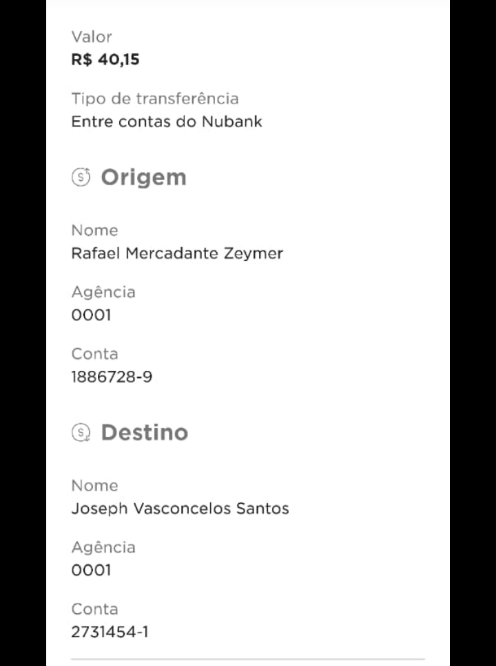 Valor
R$ 40,15
Tipo de transferência
Entre contas do Nubank
Origem
Nome
Rafael Mercadante Zeymer
Agência
0001
Conta
1886728-9
Destino
Nome
Joseph Vasconcelos Santos
Agência
0001
Conta
2731454-1